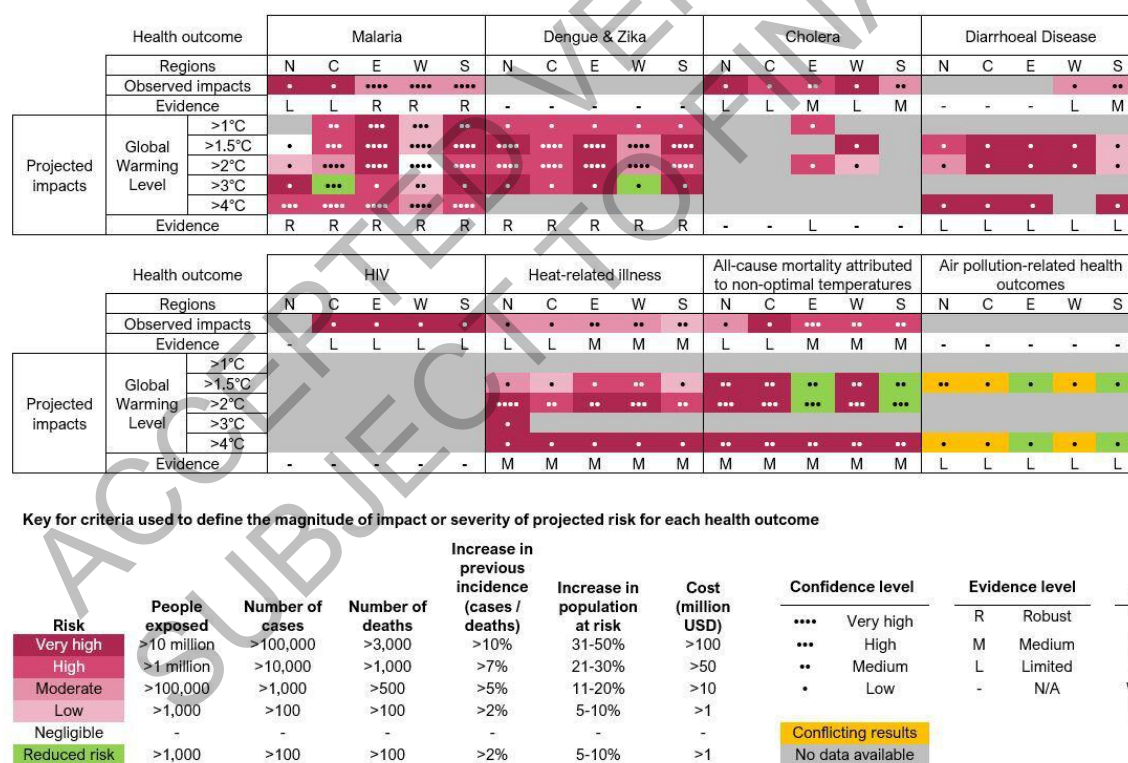 Health outcome Malaria Dengue & Zika Cholera Diarrhoeal Disease
Regions N C E W S N C E W S N C E W S N C E W S
Observed impacts
Evidence L L R R R - - - - - L L M L M - - - L M
>1°C
>1.5°C
Projected impacts Global Warming Level >2°C
>3°C
>4°C
Evidence R R R R R R R R R R - - L - - L L L L L
Health outcome HIV Heat-related illness All-cause mortality attributed to non-optimal temperatures Air pollution-related health outcomes
Regions N C E W S N C E W S N C E W S N C E W S
Observed impacts
Evidence - L L L L L L M M M L L M M M - - - - -
>1°C
>1.5°C
Projected impacts Global Warming Level >2°C
>3°C
>4°C
Evidence - - - - - M M M M M M M M M M L L L L L
Key for criteria used to define the magnitude of impact or severity of projected risk for each health outcome
Risk People exposed Number of cases Number of deaths Increase in previous incidence (cases / deaths) Increase in population at risk Cost (million USD) Confidence level Evidence level
Very high >10 million >100,000 >3,000 >10% 31-50% >100 •••• Very high R Robust
High >1 million >10,000 >1,000 >7% 21-30% >50 ••• High M Medium
Moderate >100,000 >1,000 >500 >5% 11-20% >10 •• Medium L Limited
Low >1,000 >100 >100 >2% 5-10% >1 • Low - N/A
Negligible - - - - - - Conflicting results
Reduced risk >1,000 >100 >100 >2% 5-10% >1 No data available
ACCEPTED VE
SUBJECT TO FINA